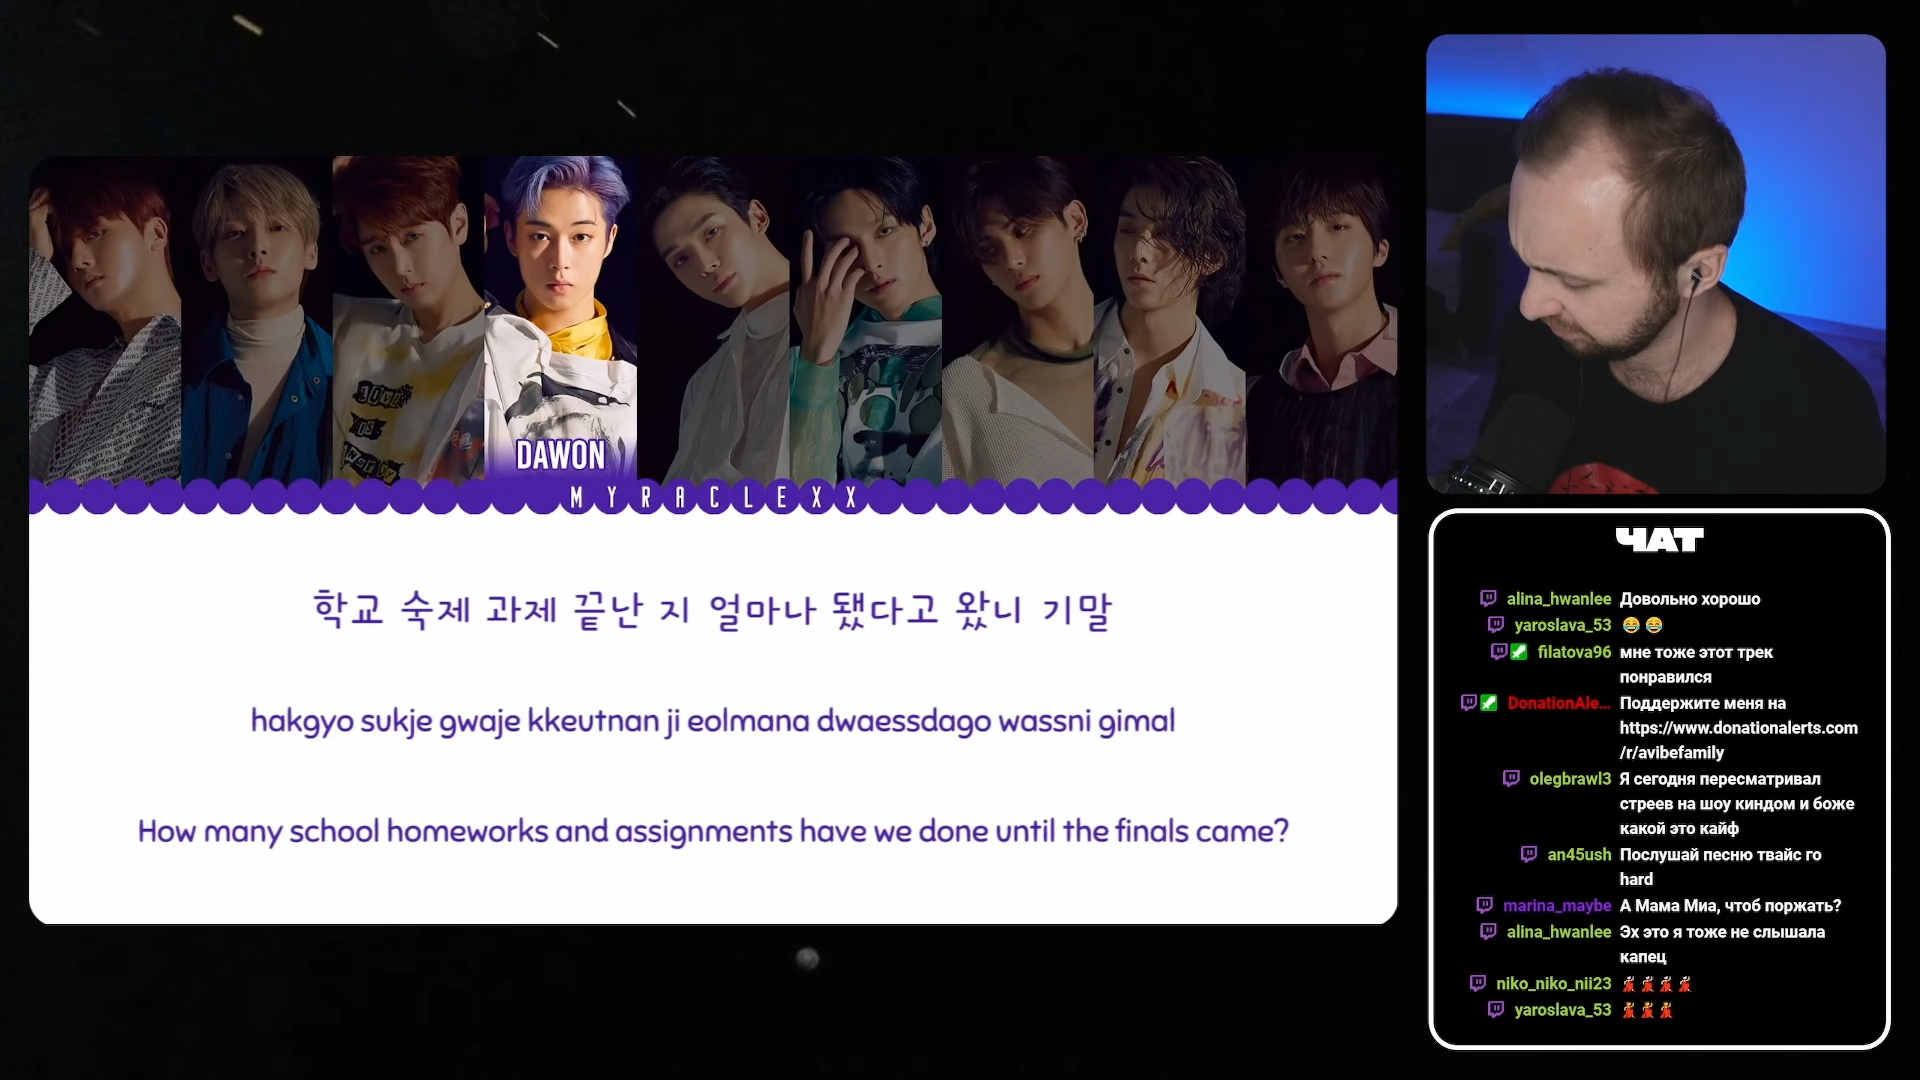 DAWON
MYRACLEXX
학교 숙제 과제 끝난 지 얼마나 됐다고 왔니 기말
hakgyo sukje gwaje kkeutnan ji eolmana dwaessdago wassni gimal
How many school homeworks and assignments have we done until the finals came?
ЧАТ
alina_hwanlee Довольно хорошо
yaroslava_53 😂 😂
filatova96 мне тоже этот трек
понравился
DonationAle... Поддержите меня на
https://www.donationalerts.com
/r/avibefamily
olegbrawl3 Я сегодня пересматривал
стреев на шоу киндом и боже
какой это кайф
an45ush Послушай песню твайс го
hard
marina_maybe А Мама Миа, чтоб поржать?
alina_hwanlee Эх это я тоже не слышала
капец
niko_niko_nii23 💃 💃 💃 💃
yaroslava_53 💃 💃 💃